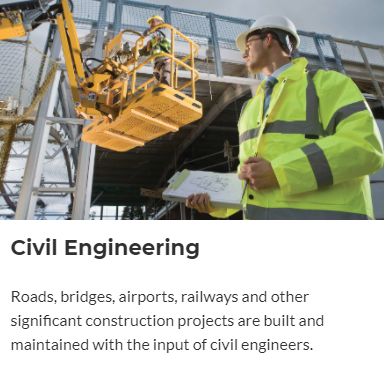 Civil Engineering
Roads, bridges, airports, railways and other
significant construction projects are built and
maintained with the input of civil engineers.